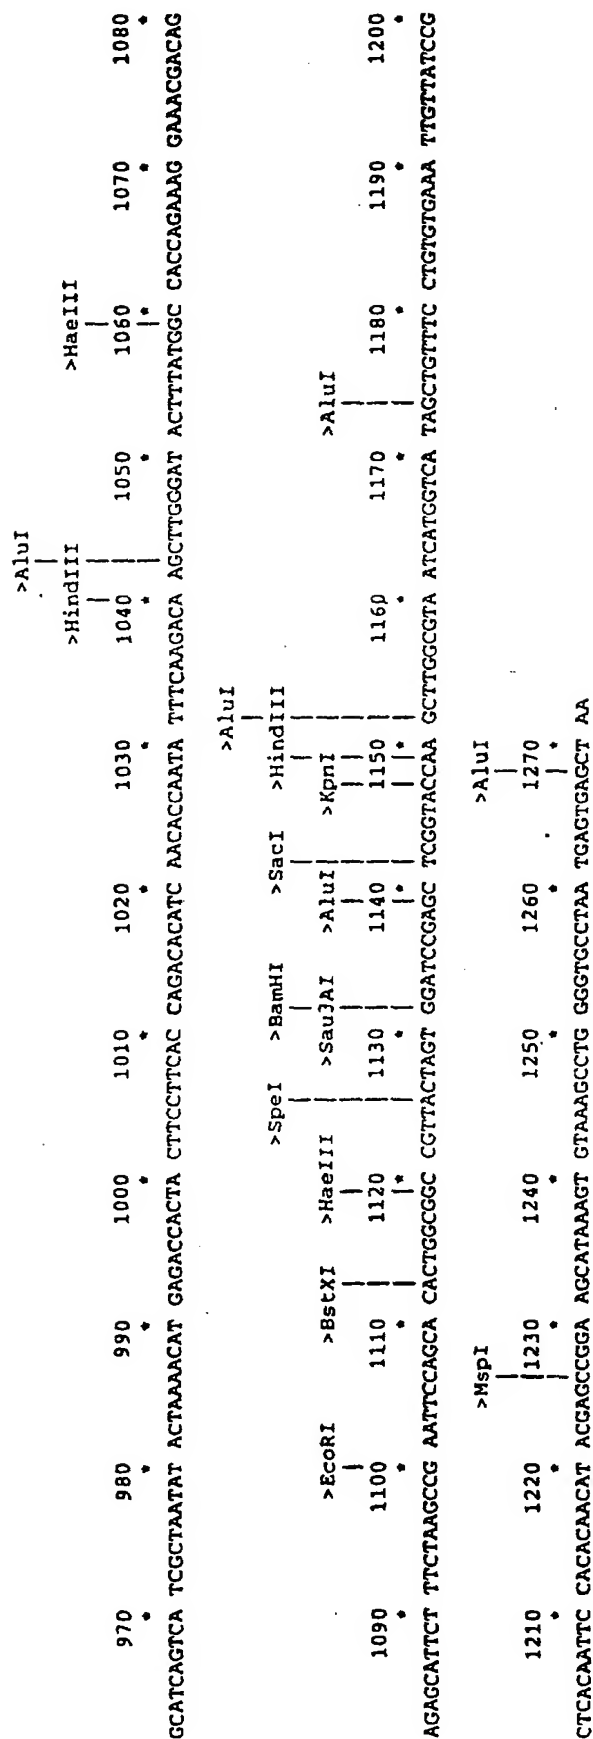 >AluI
>HindIII >HaeIII
970 980 990 1000 1010 1020 1030 1040 1050 1060 1070 1080
* * * * * * * * * * * *
GCATCAGTCA TCGCTAATAT ACTAAAACAT GAGACCACTA CTTCCTTCAC CAGACACATC AACACCAATA TTTCAAGACA AGCTTGGGAT ACTTTATGGC CACCAGAAAG GAAACGACAG
>AluI
>SpeI >BamHI >SacI >HindIII
>EcoRI >BstXI >HaeIII >Sau3AI >AluI >KpnI >AluI
1090 1100 1110 1120 1130 1140 1150 1160 1170 1180 1190 1200
* * * * * * * * * * * *
AGAGCATTCT TTCTAAGCCG AATTCCAGCA CACTGGCGGC CGTTACTAGT GGATCCGAGC TCGGTACCAA GCTTGGCGTA ATCATGGTCA TAGCTGTTTC CTGTGTGAAA TTGTTATCCG
>MspI >AluI
1210 1220 1230 1240 1250 1260 1270
* * * * * * *
CTCACAATTC CACACAACAT ACGAGCCGGA AGCATAAAGT GTAAAGCCTG GGGTGCCTAA TGAGTGAGCT AA